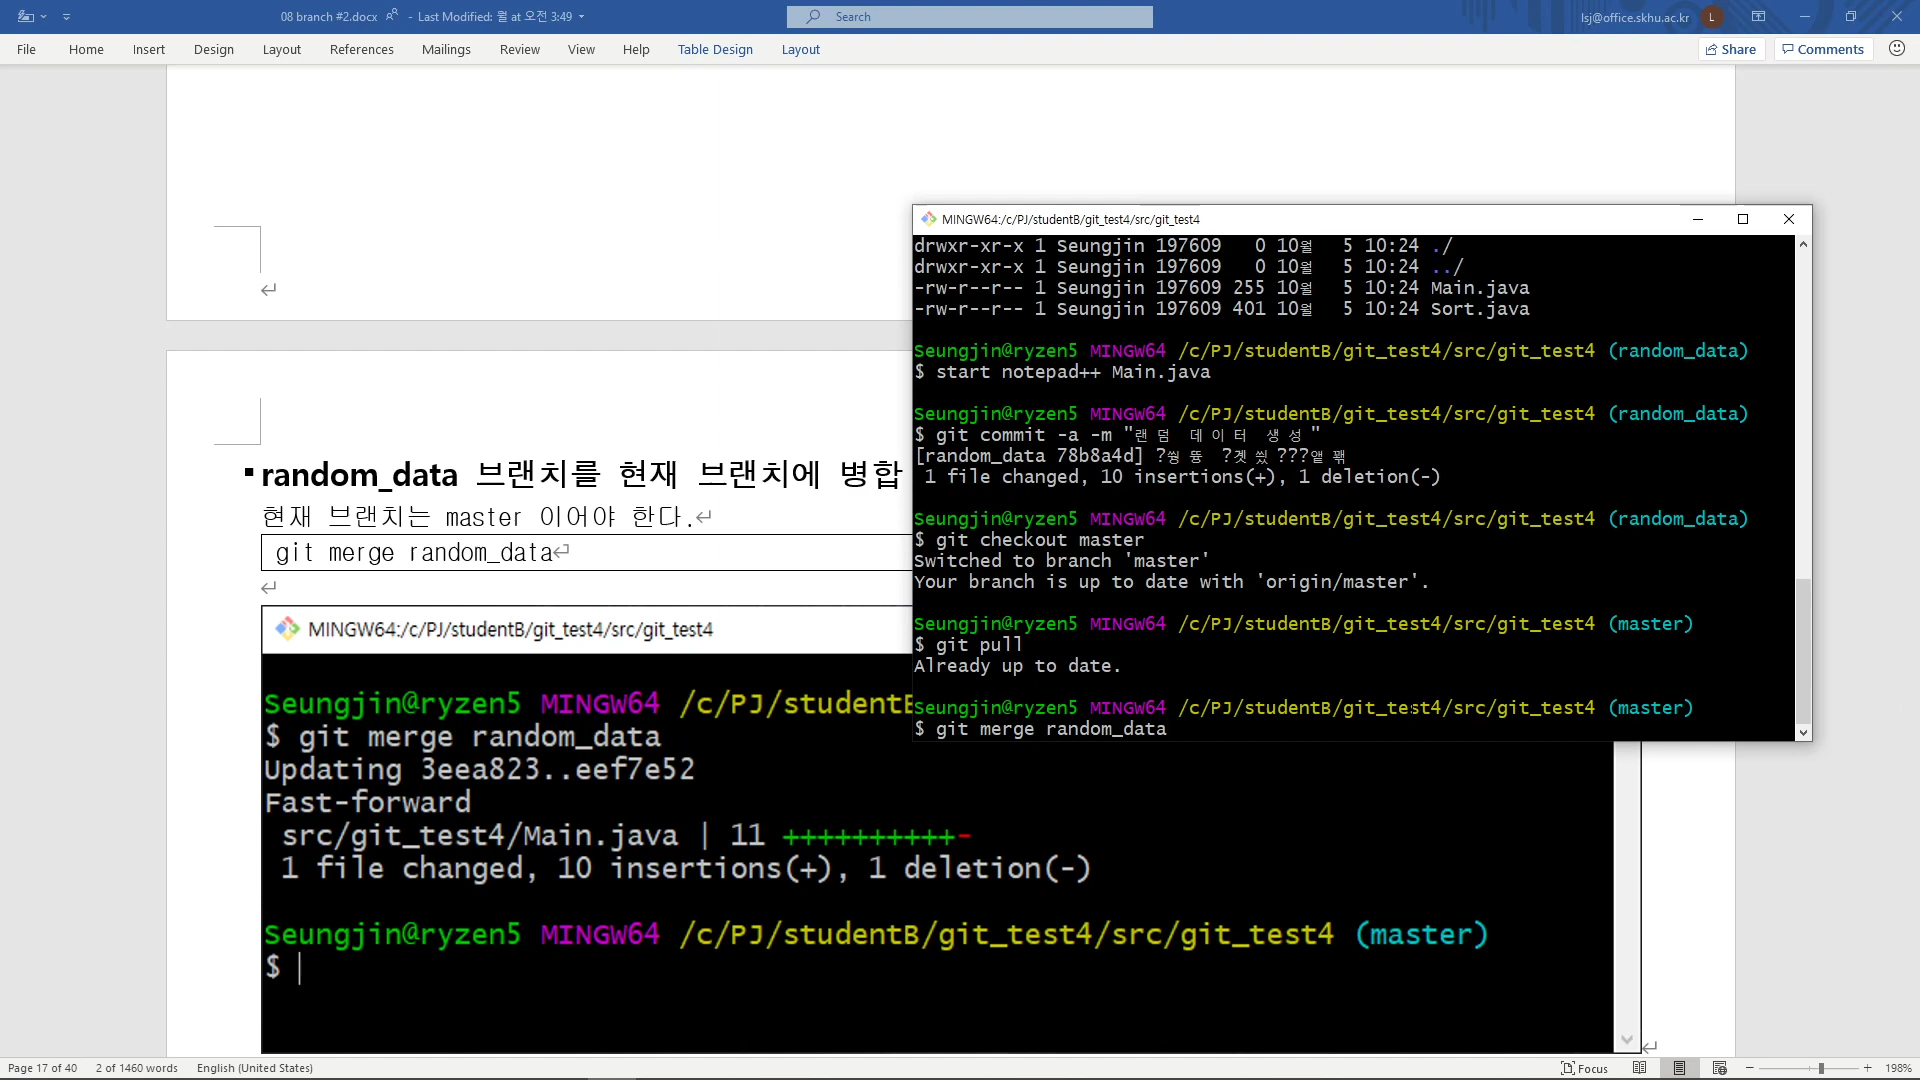 08 branch #2.docx - Last Modified: 월 at 오전 3:49
Search
lsj@office.skhu.ac.kr L
File Home Insert Design Layout References Mailings Review View Help Table Design Layout Share Comments
▪ random_data 브랜치를 현재 브랜치에 병합
현재 브랜치는 master 이어야 한다.↵
git merge random_data↵
MINGW64:/c/PJ/studentB/git_test4/src/git_test4
Seungjin@ryzen5 MINGW64 /c/PJ/studentB
$ git merge random_data
Updating 3eea823..eef7e52
Fast-forward
src/git_test4/Main.java | 11 ++++++++++-
1 file changed, 10 insertions(+), 1 deletion(-)
Seungjin@ryzen5 MINGW64 /c/PJ/studentB/git_test4/src/git_test4 (master)
$
MINGW64:/c/PJ/studentB/git_test4/src/git_test4
drwxr-xr-x 1 Seungjin 197609 0 10월 5 10:24 ./
drwxr-xr-x 1 Seungjin 197609 0 10월 5 10:24 ../
-rw-r--r-- 1 Seungjin 197609 255 10월 5 10:24 Main.java
-rw-r--r-- 1 Seungjin 197609 401 10월 5 10:24 Sort.java
Seungjin@ryzen5 MINGW64 /c/PJ/studentB/git_test4/src/git_test4 (random_data)
$ start notepad++ Main.java
Seungjin@ryzen5 MINGW64 /c/PJ/studentB/git_test4/src/git_test4 (random_data)
$ git commit -a -m "랜덤 데이터 생성"
[random_data 78b8a4d]
1 file changed, 10 insertions(+), 1 deletion(-)
Seungjin@ryzen5 MINGW64 /c/PJ/studentB/git_test4/src/git_test4 (random_data)
$ git checkout master
Switched to branch 'master'
Your branch is up to date with 'origin/master'.
Seungjin@ryzen5 MINGW64 /c/PJ/studentB/git_test4/src/git_test4 (master)
$ git pull
Already up to date.
Seungjin@ryzen5 MINGW64 /c/PJ/studentB/git_test4/src/git_test4 (master)
$ git merge random_data
Page 17 of 40 2 of 1460 words English (United States) Focus 198%